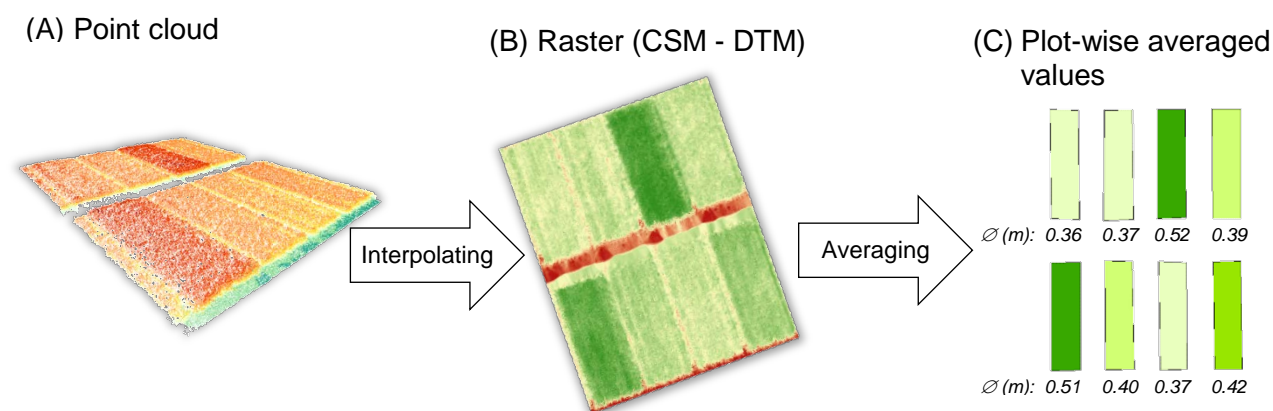 (A) Point cloud
(B) Raster (CSM - DTM)
(C) Plot-wise averaged
values
Interpolating
Averaging
∅ (m): 0.36 0.37 0.52 0.39
∅ (m): 0.51 0.40 0.37 0.42